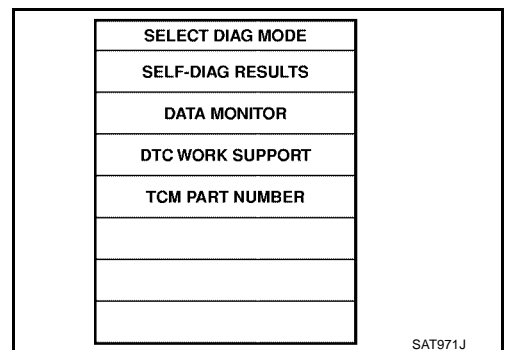 SELECT DIAG MODE
SELF-DIAG RESULTS
DATA MONITOR
DTC WORK SUPPORT
TCM PART NUMBER
SAT971J